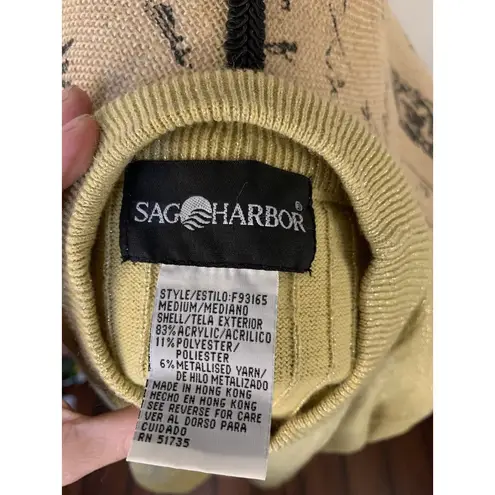 SAG HARBOR®
STYLE/ESTILO:F93165
MEDIUM/MEDIANO
SHELL/TELA EXTERIOR
83% ACRYLIC/ACRILICO
11% POLYESTER/
POLIESTER
6% METALLISED YARN/
DE HILO METALIZADO
MADE IN HONG KONG
HECHO EN HONG KONG
SEE REVERSE FOR CARE
VER AL DORSO PARA
CUIDADO
RN 51735